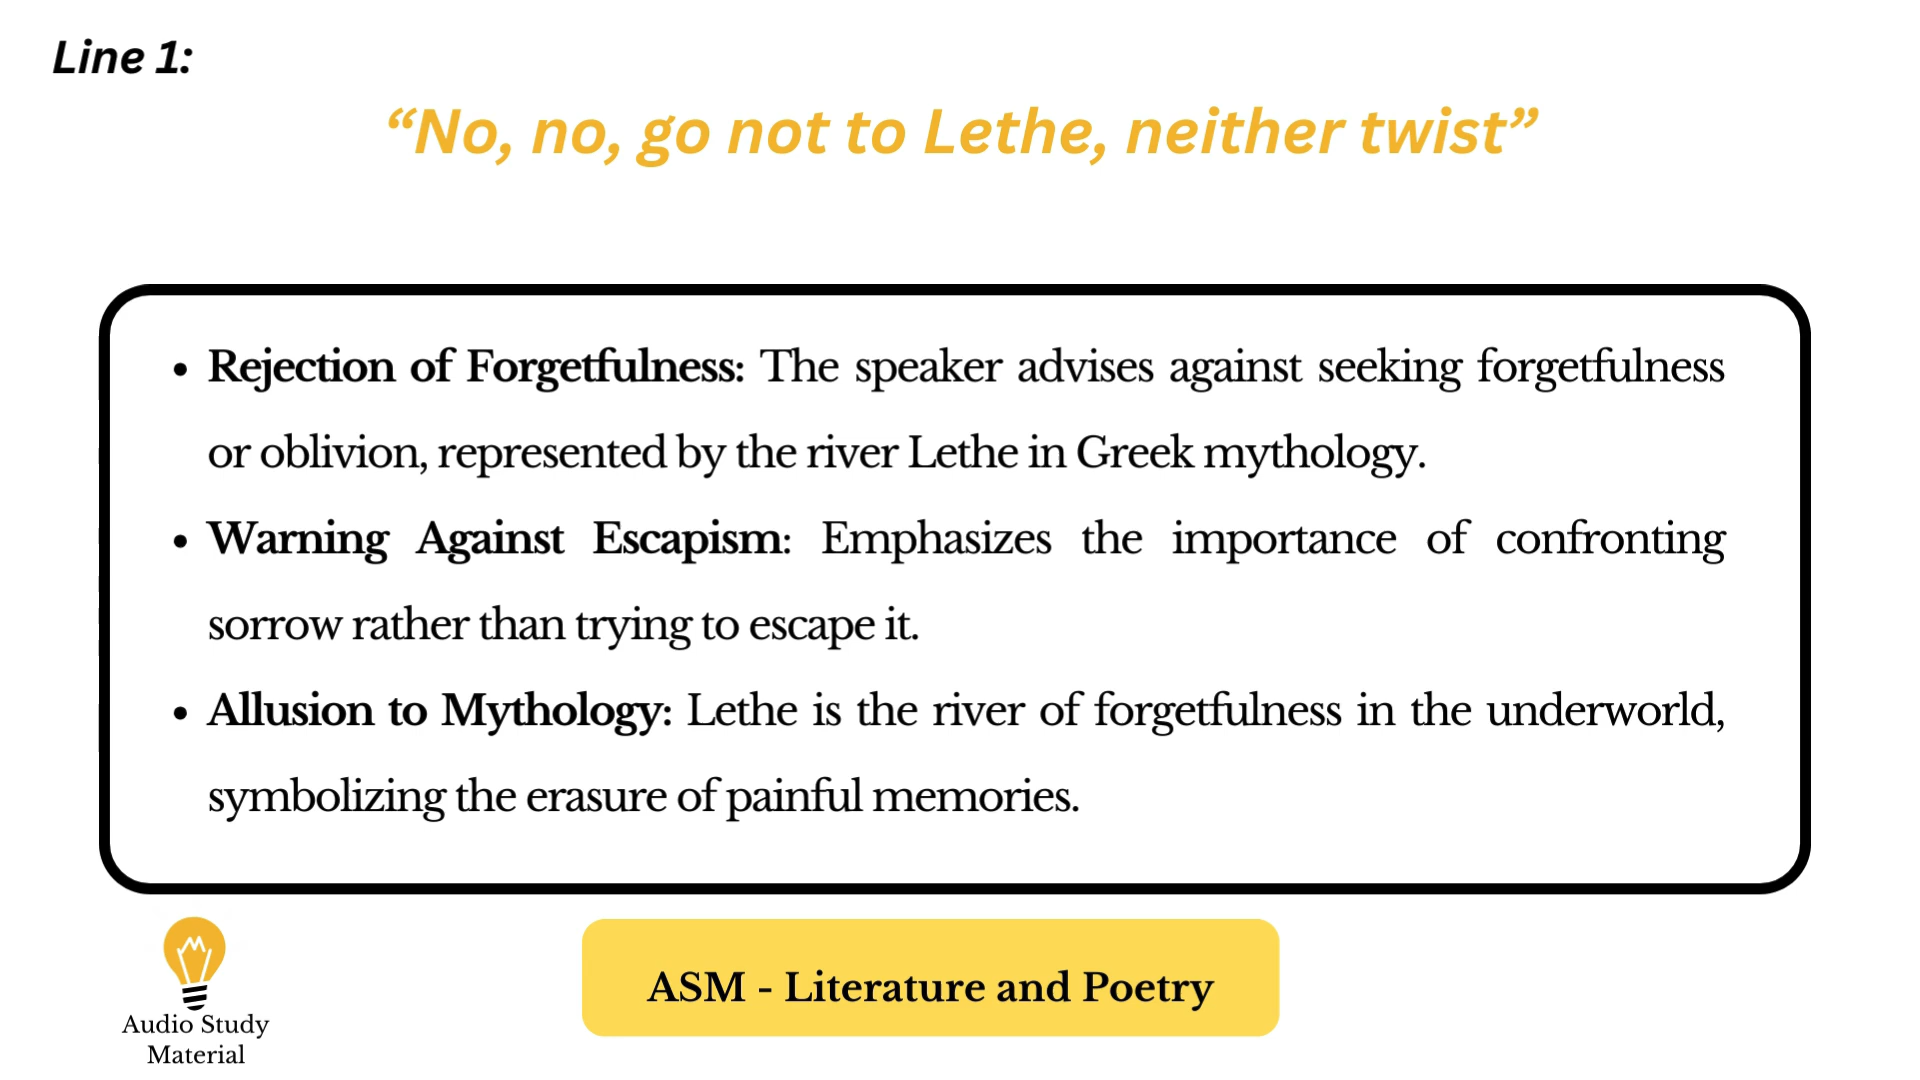 Line 1:
“No, no, go not to Lethe, neither twist”
• Rejection of Forgetfulness: The speaker advises against seeking forgetfulness
or oblivion, represented by the river Lethe in Greek mythology.
• Warning Against Escapism: Emphasizes the importance of confronting
sorrow rather than trying to escape it.
• Allusion to Mythology: Lethe is the river of forgetfulness in the underworld,
symbolizing the erasure of painful memories.
Audio Study
Material
ASM - Literature and Poetry